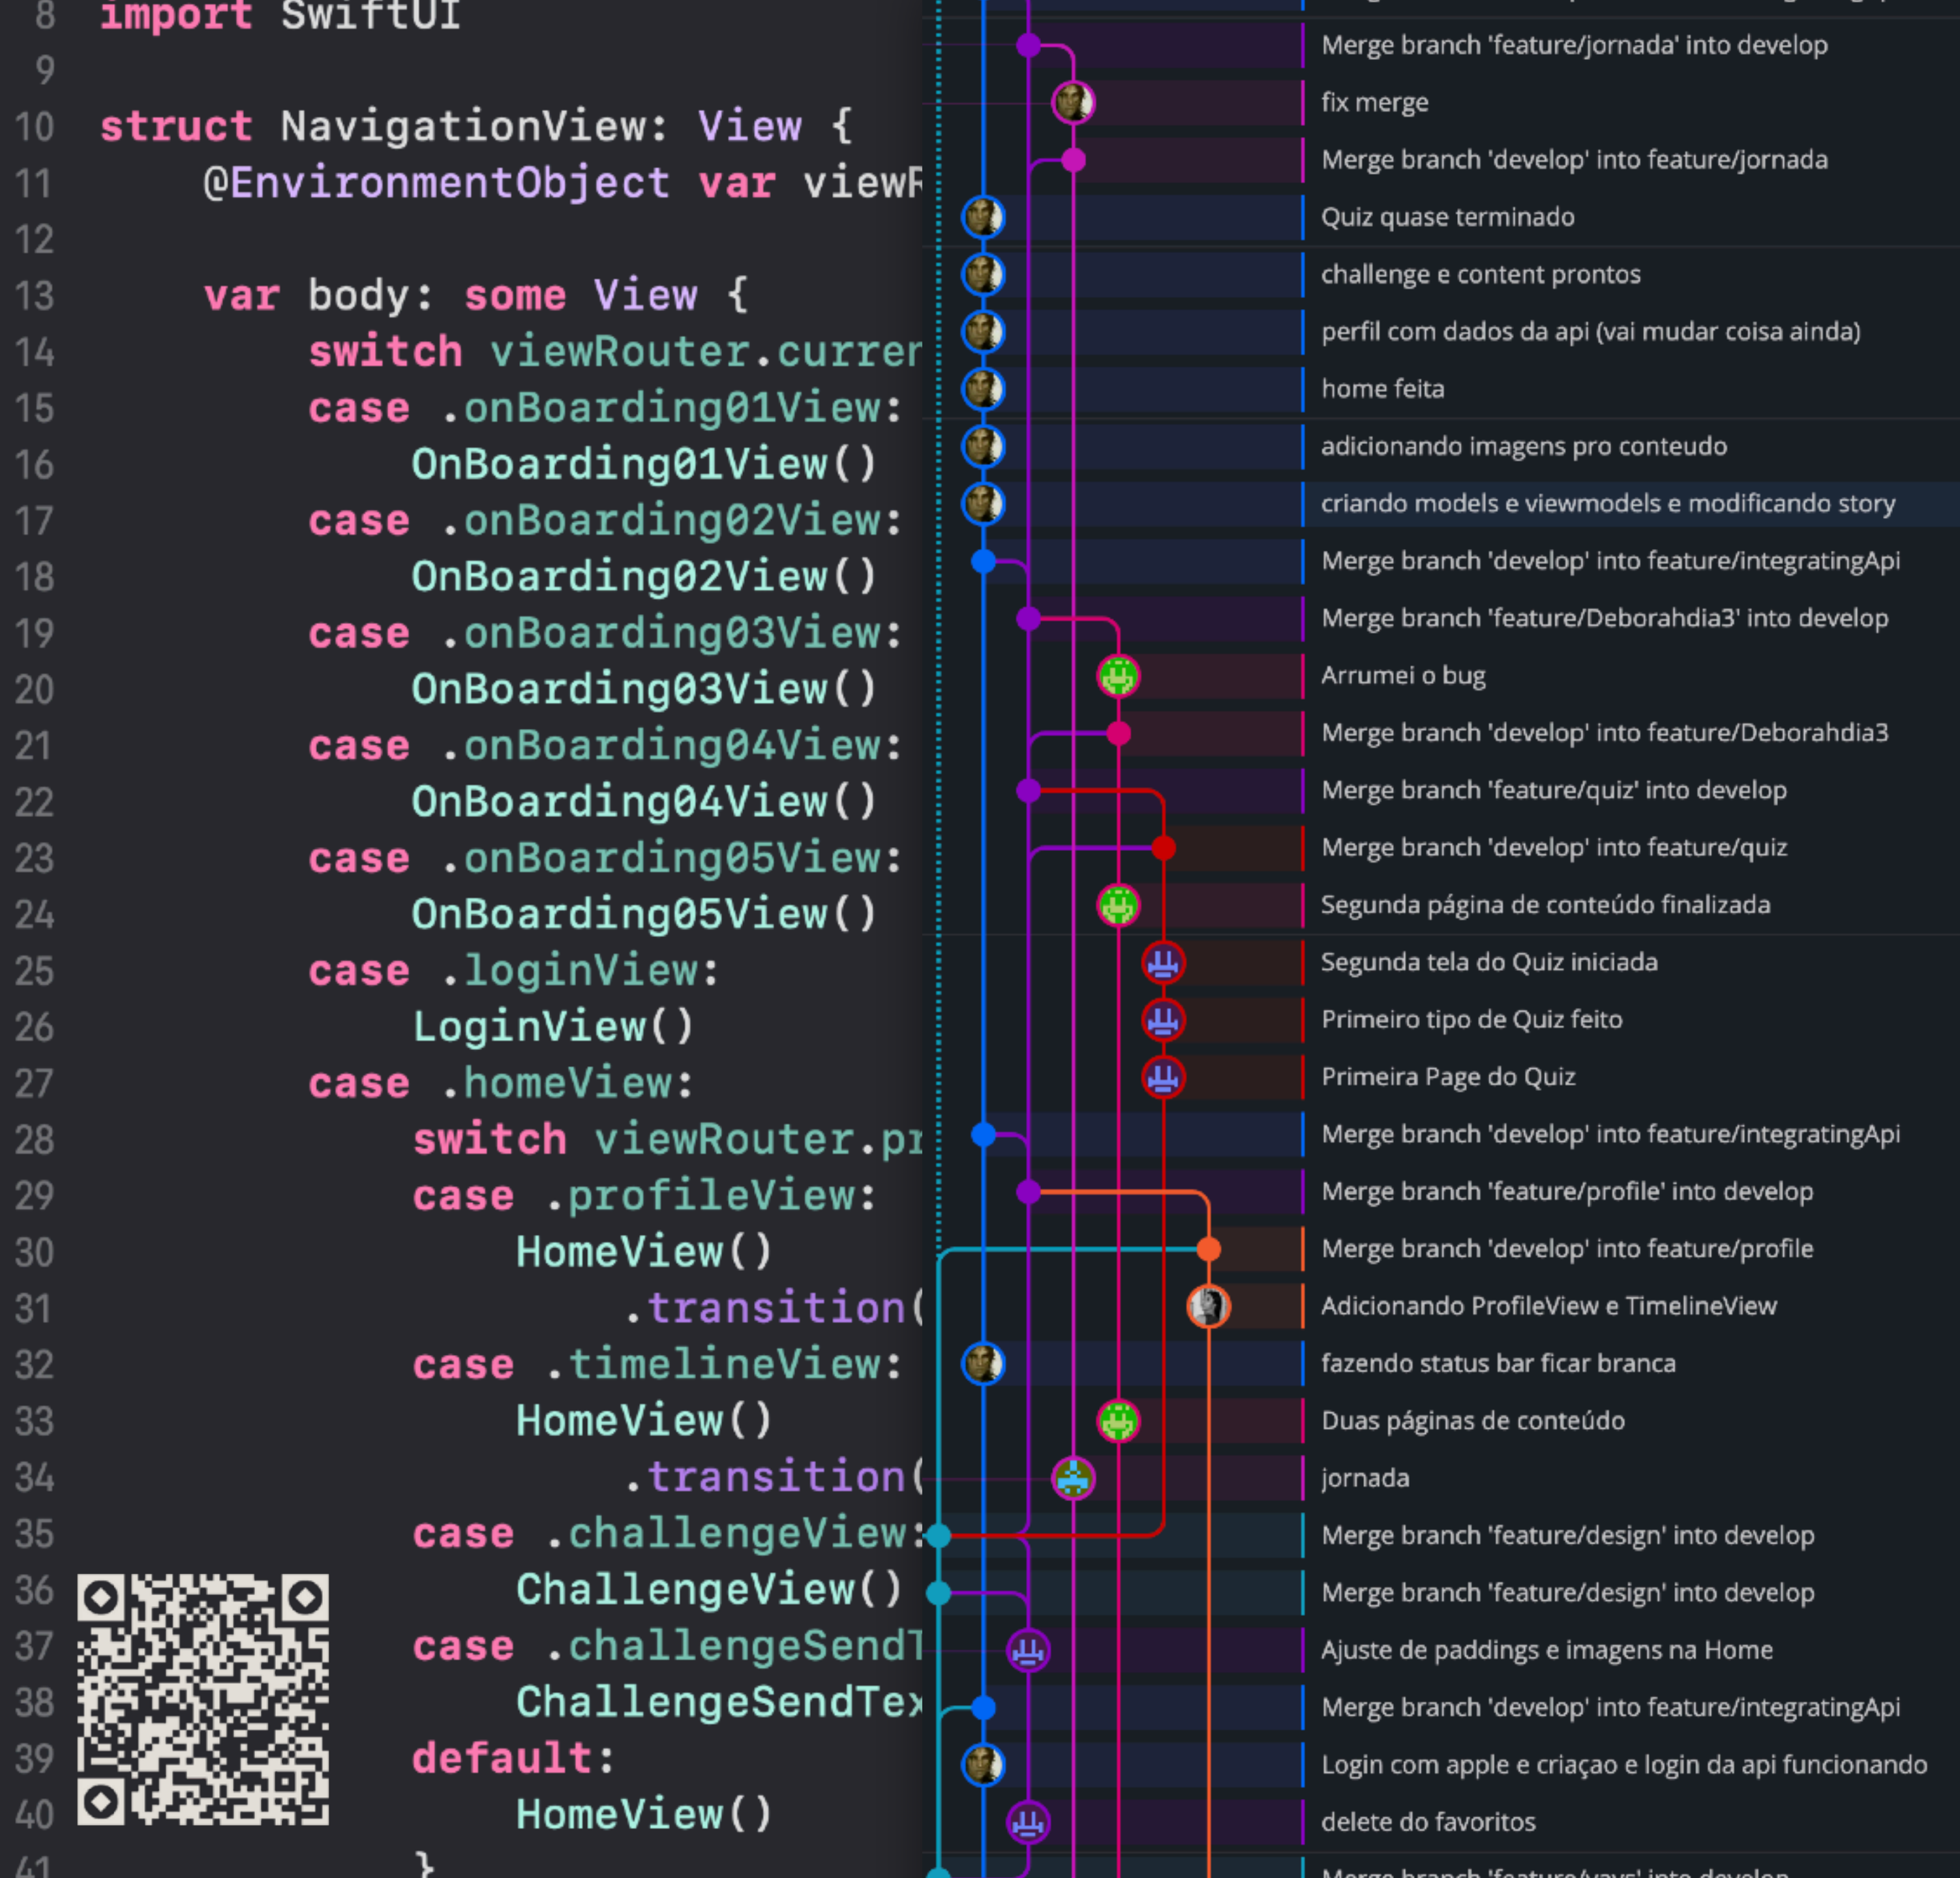 8 import SwiftUI
9
10 struct NavigationView: View {
11 @EnvironmentObject var
12
13 var body: some View {
14 switch viewRouter.
15 case .onBoarding01View:
16 OnBoarding01View()
17 case .onBoarding02View:
18 OnBoarding02View()
19 case .onBoarding03View:
20 OnBoarding03View()
21 case .onBoarding04View:
22 OnBoarding04View()
23 case .onBoarding05View:
24 OnBoarding05View()
25 case .loginView:
26 LoginView()
27 case .homeView:
28 switch viewRouter.
29 case .profileView:
30 HomeView()
31 .transition(
32 case .timelineView:
33 HomeView()
34 .transition(
35 case .challengeView:
36 ChallengeView()
37 case .challengeSendT
38 ChallengeSendTex
39 default:
40 HomeView()
41 }
Merge branch 'feature/jornada' into develop
fix merge
Merge branch 'develop' into feature/jornada
Quiz quase terminado
challenge e content prontos
perfil com dados da api (vai mudar coisa ainda)
home feita
adicionando imagens pro conteudo
criando models e viewmodels e modificando story
Merge branch 'develop' into feature/integratingApi
Merge branch 'feature/Deborahdia3' into develop
Arrumei o bug
Merge branch 'develop' into feature/Deborahdia3
Merge branch 'feature/quiz' into develop
Merge branch 'develop' into feature/quiz
Segunda página de conteúdo finalizada
Segunda tela do Quiz iniciada
Primeiro tipo de Quiz feito
Primeira Page do Quiz
Merge branch 'develop' into feature/integratingApi
Merge branch 'feature/profile' into develop
Merge branch 'develop' into feature/profile
Adicionando ProfileView e TimelineView
fazendo status bar ficar branca
Duas páginas de conteúdo
jornada
Merge branch 'feature/design' into develop
Merge branch 'feature/design' into develop
Ajuste de paddings e imagens na Home
Merge branch 'develop' into feature/integratingApi
Login com apple e criaçao e login da api funcionando
delete do favoritos